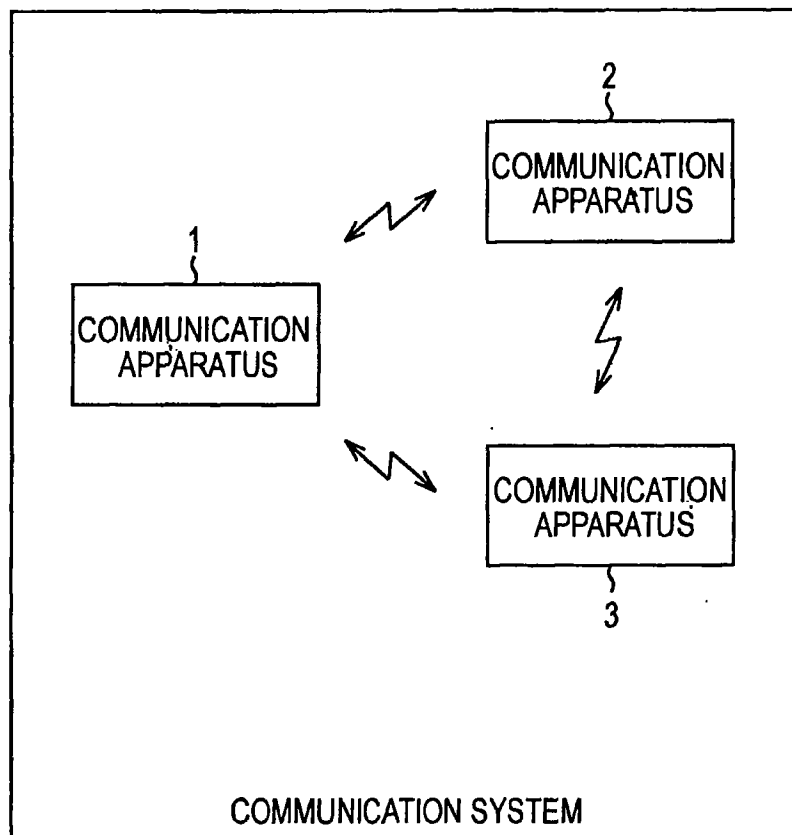 2
COMMUNICATION
APPARATUS
1
COMMUNICATION
APPARATUS
COMMUNICATION
APPARATUS
3
COMMUNICATION SYSTEM